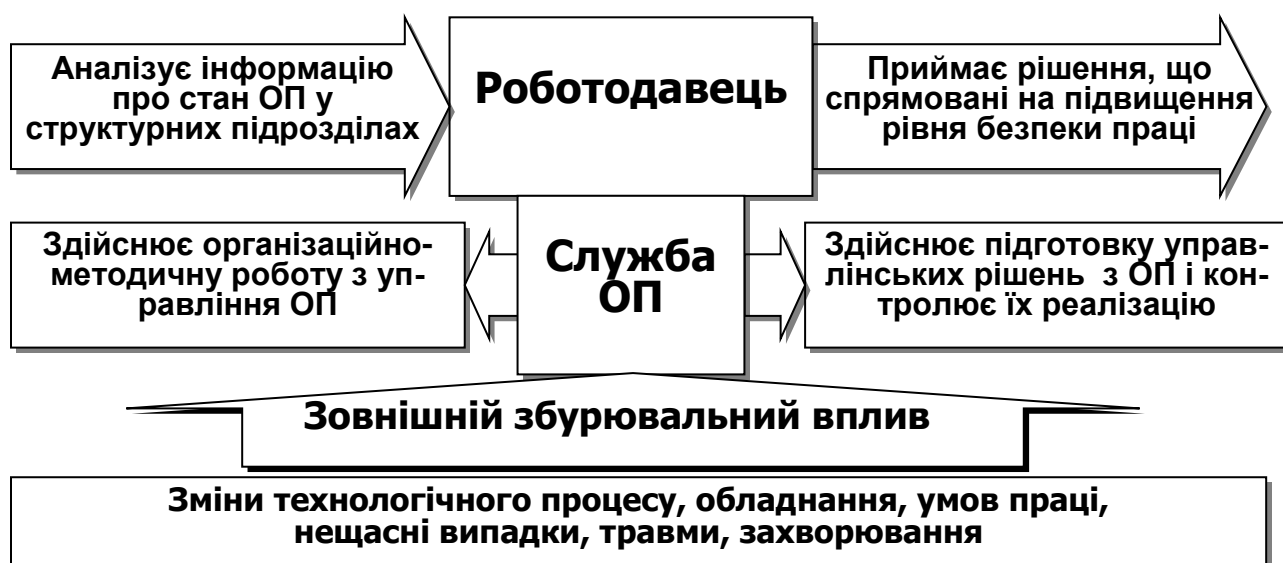 Аналізує інформацію
про стан ОП у
структурних підрозділах
Роботодавець
Приймає рішення, що
спрямовані на підвищення
рівня безпеки праці
Здійснює організаційно-
методичну роботу з уп-
равління ОП
Служба
ОП
Здійснює підготовку управ-
лінських рішень з ОП і кон-
тролює їх реалізацію
Зовнішній збурювальний вплив
Зміни технологічного процесу, обладнання, умов праці,
нещасні випадки, травми, захворювання